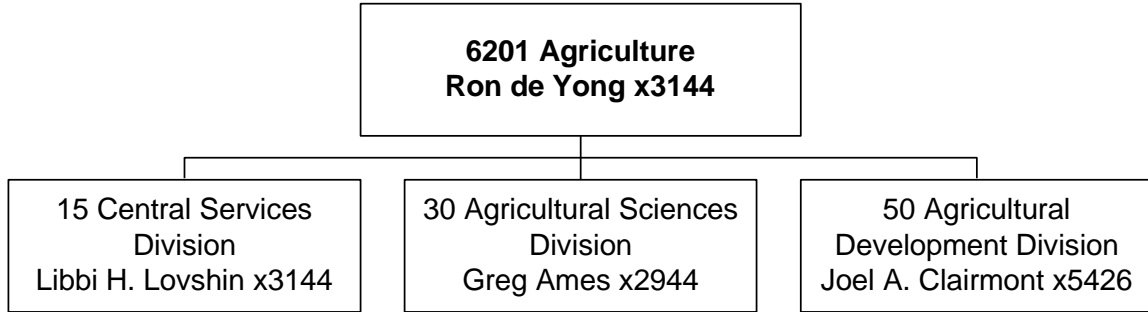 6201 Agriculture
Ron de Yong x3144
15 Central Services
Division
Libbi H. Lovshin x3144
30 Agricultural Sciences
Division
Greg Ames x2944
50 Agricultural
Development Division
Joel A. Clairmont x5426